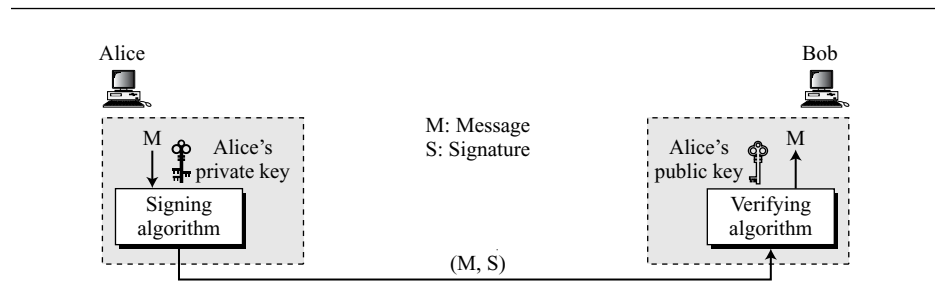 Alice
Bob
M: Message
S: Signature
M
Alice's
private key
Signing
algorithm
Alice's
public key
M
Verifying
algorithm
(M, S)